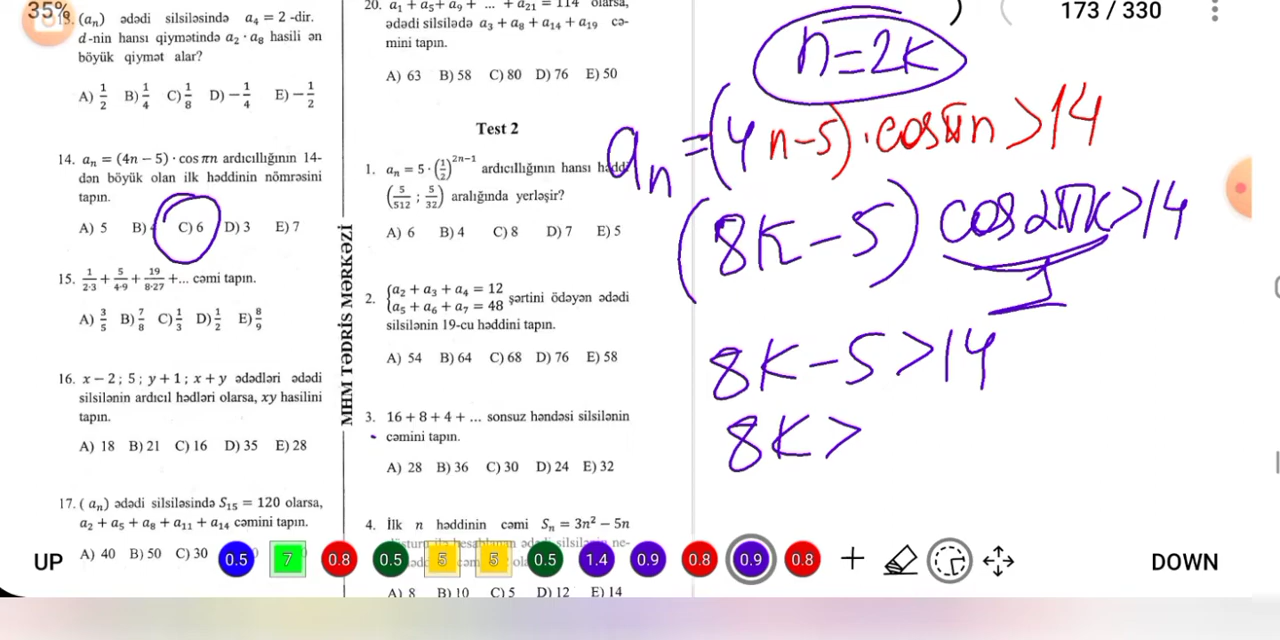 35%
13. (aₙ) ədədi silsiləsində a₄ = 2 -dir.
d-nin hansı qiymətində a₂ · a₈ hasili ən
böyük qiymət alar?
A) 1/2 B) 1/4 C) 1/8 D) −1/4 E) −1/2
14. aₙ = (4n − 5) · cos πn ardıcıllığının 14-
dən böyük olan ilk həddinin nömrəsini
tapın.
A) 5 B) C) 6 D) 3 E) 7
15. 1/2·3 + 5/4·9 + 19/8·27 +... cəmi tapın.
A) 3/5 B) 7/8 C) 1/3 D) 1/2 E) 8/9
16. x − 2 ; 5 ; y + 1 ; x + y ədədləri ədədi
silsilənin ardıcıl hədləri olarsa, xy hasilini
tapın.
A) 18 B) 21 C) 16 D) 35 E) 28
17. ( aₙ) ədədi silsiləsində S₁₅ = 120 olarsa,
a₂ + a₅ + a₈ + a₁₁ + a₁₄ cəmini tapın.
A) 40 B) 50 C) 30
MHM TƏDRİS MƏRKƏZİ
20. a₁ + a₅ + a₉ + ... + a₂₁ = 114 olarsa,
ədədi silsilədə a₃ + a₈ + a₁₄ + a₁₉ cə-
mini tapın.
A) 63 B) 58 C) 80 D) 76 E) 50
Test 2
1. aₙ = 5 · (1/2)²ⁿ⁻¹ ardıcıllığının hansı həddi
(5/512 ; 5/32) aralığında yerləşir?
A) 6 B) 4 C) 8 D) 7 E) 5
2. {a₂ + a₃ + a₄ = 12
{a₅ + a₆ + a₇ = 48 şərtini ödəyən ədədi
silsilənin 19-cu həddini tapın.
A) 54 B) 64 C) 68 D) 76 E) 58
3. 16 + 8 + 4 + ... sonsuz həndəsi silsilənin
cəmini tapın.
A) 28 B) 36 C) 30 D) 24 E) 32
4. İlk n həddinin cəmi Sₙ = 3n² − 5n
A) 8 B) 10 C) 5 D) 12 E) 14
173 / 330
n=2k
aₙ=(4n−5)·cosπn>14
(8k−5) cos2πk>14
1
8k−5>14
8k>
UP 0.5 7 0.8 0.5 5 5 0.5 1.4 0.9 0.8 0.9 0.8 + DOWN